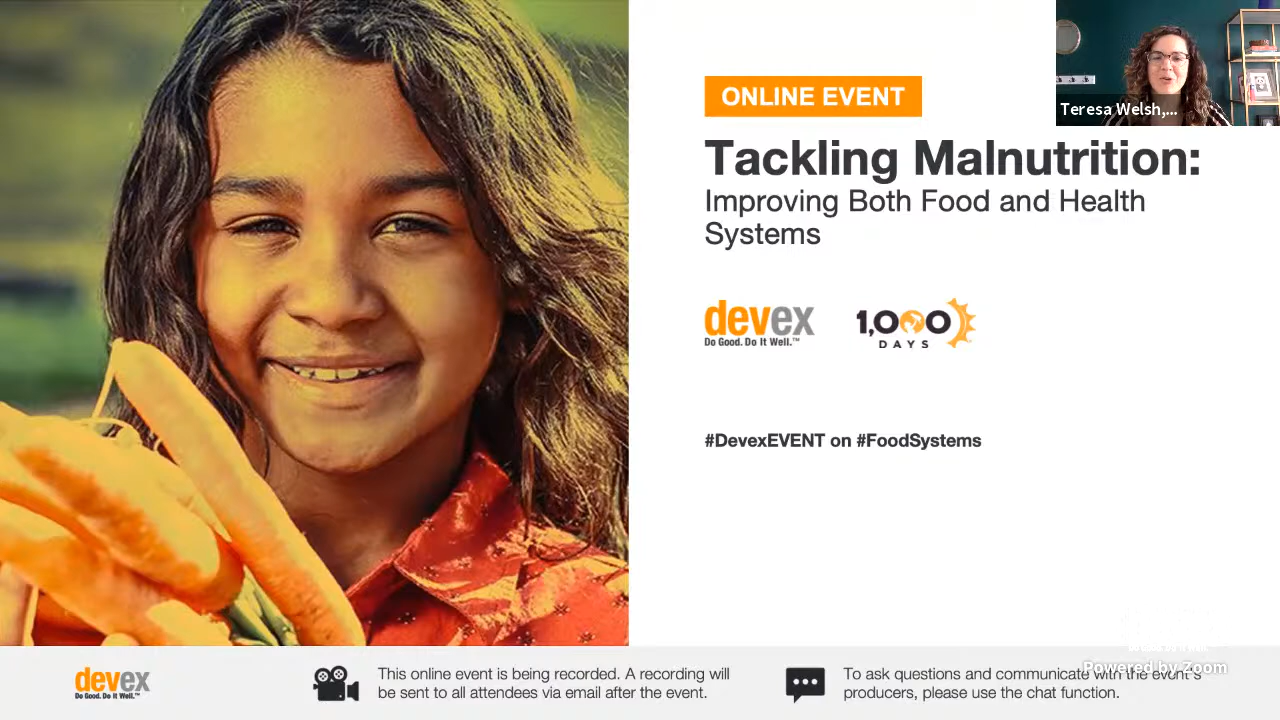 ONLINE EVENT
Teresa Welsh,...
Tackling Malnutrition:
Improving Both Food and Health
Systems
devex
Do Good. Do It Well.™
1,000
DAYS
#DevexEVENT on #FoodSystems
devex
Do Good. Do It Well.™
This online event is being recorded. A recording
will be sent to all attendees via email after the event.
To ask questions and communicate with the event's
producers, please use the chat function.
Powered by Zoom